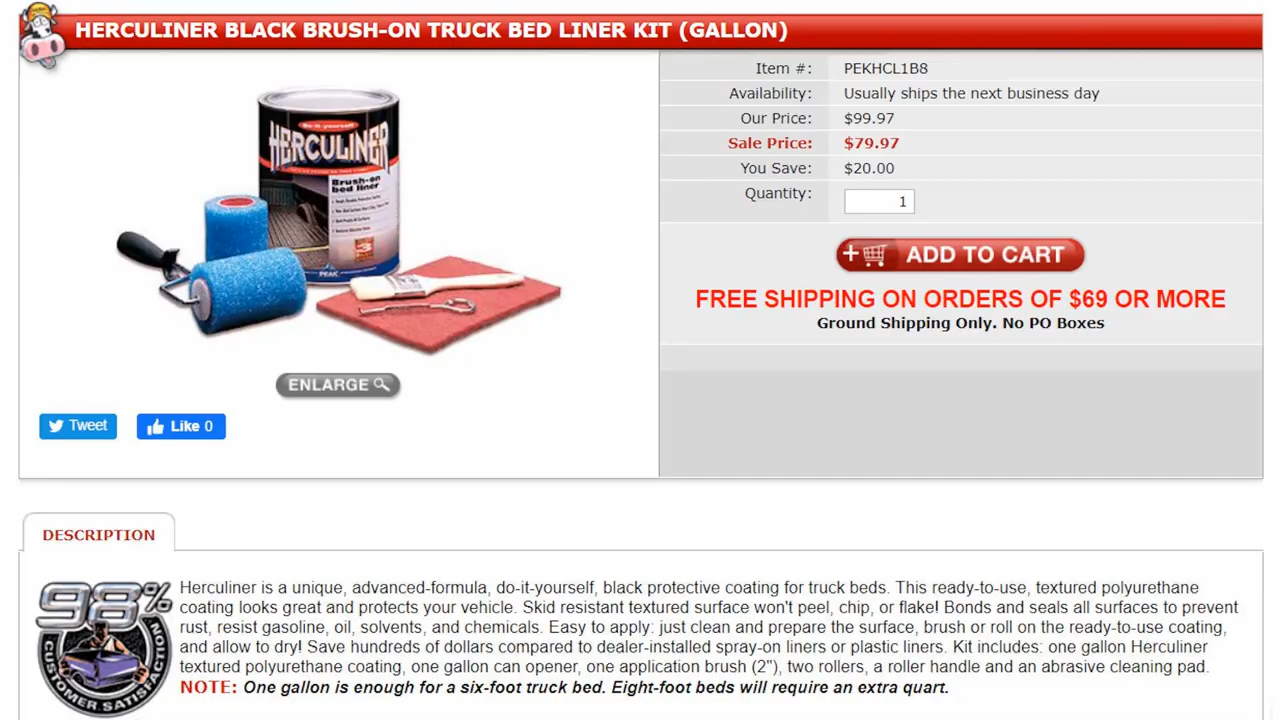 HERCULINER BLACK BRUSH-ON TRUCK BED LINER KIT (GALLON)
Item #: PEKHCL1B8
Availability: Usually ships the next business day
Our Price: $99.97
Sale Price: $79.97
You Save: $20.00
Quantity: 1
+ ADD TO CART
FREE SHIPPING ON ORDERS OF $69 OR MORE
Ground Shipping Only. No PO Boxes
Do-it-yourself
HERCULINER
Brush-on
bed liner
PEAK
ENLARGE
Tweet
Like 0
DESCRIPTION
98%
CUSTOMER SATISFACTION
Herculiner is a unique, advanced-formula, do-it-yourself, black protective coating for truck beds. This ready-to-use, textured polyurethane
coating looks great and protects your vehicle. Skid resistant textured surface won't peel, chip, or flake! Bonds and seals all surfaces to prevent
rust, resist gasoline, oil, solvents, and chemicals. Easy to apply: just clean and prepare the surface, brush or roll on the ready-to-use coating,
and allow to dry! Save hundreds of dollars compared to dealer-installed spray-on liners or plastic liners. Kit includes: one gallon Herculiner
textured polyurethane coating, one gallon can opener, one application brush (2"), two rollers, a roller handle and an abrasive cleaning pad.
NOTE: One gallon is enough for a six-foot truck bed. Eight-foot beds will require an extra quart.